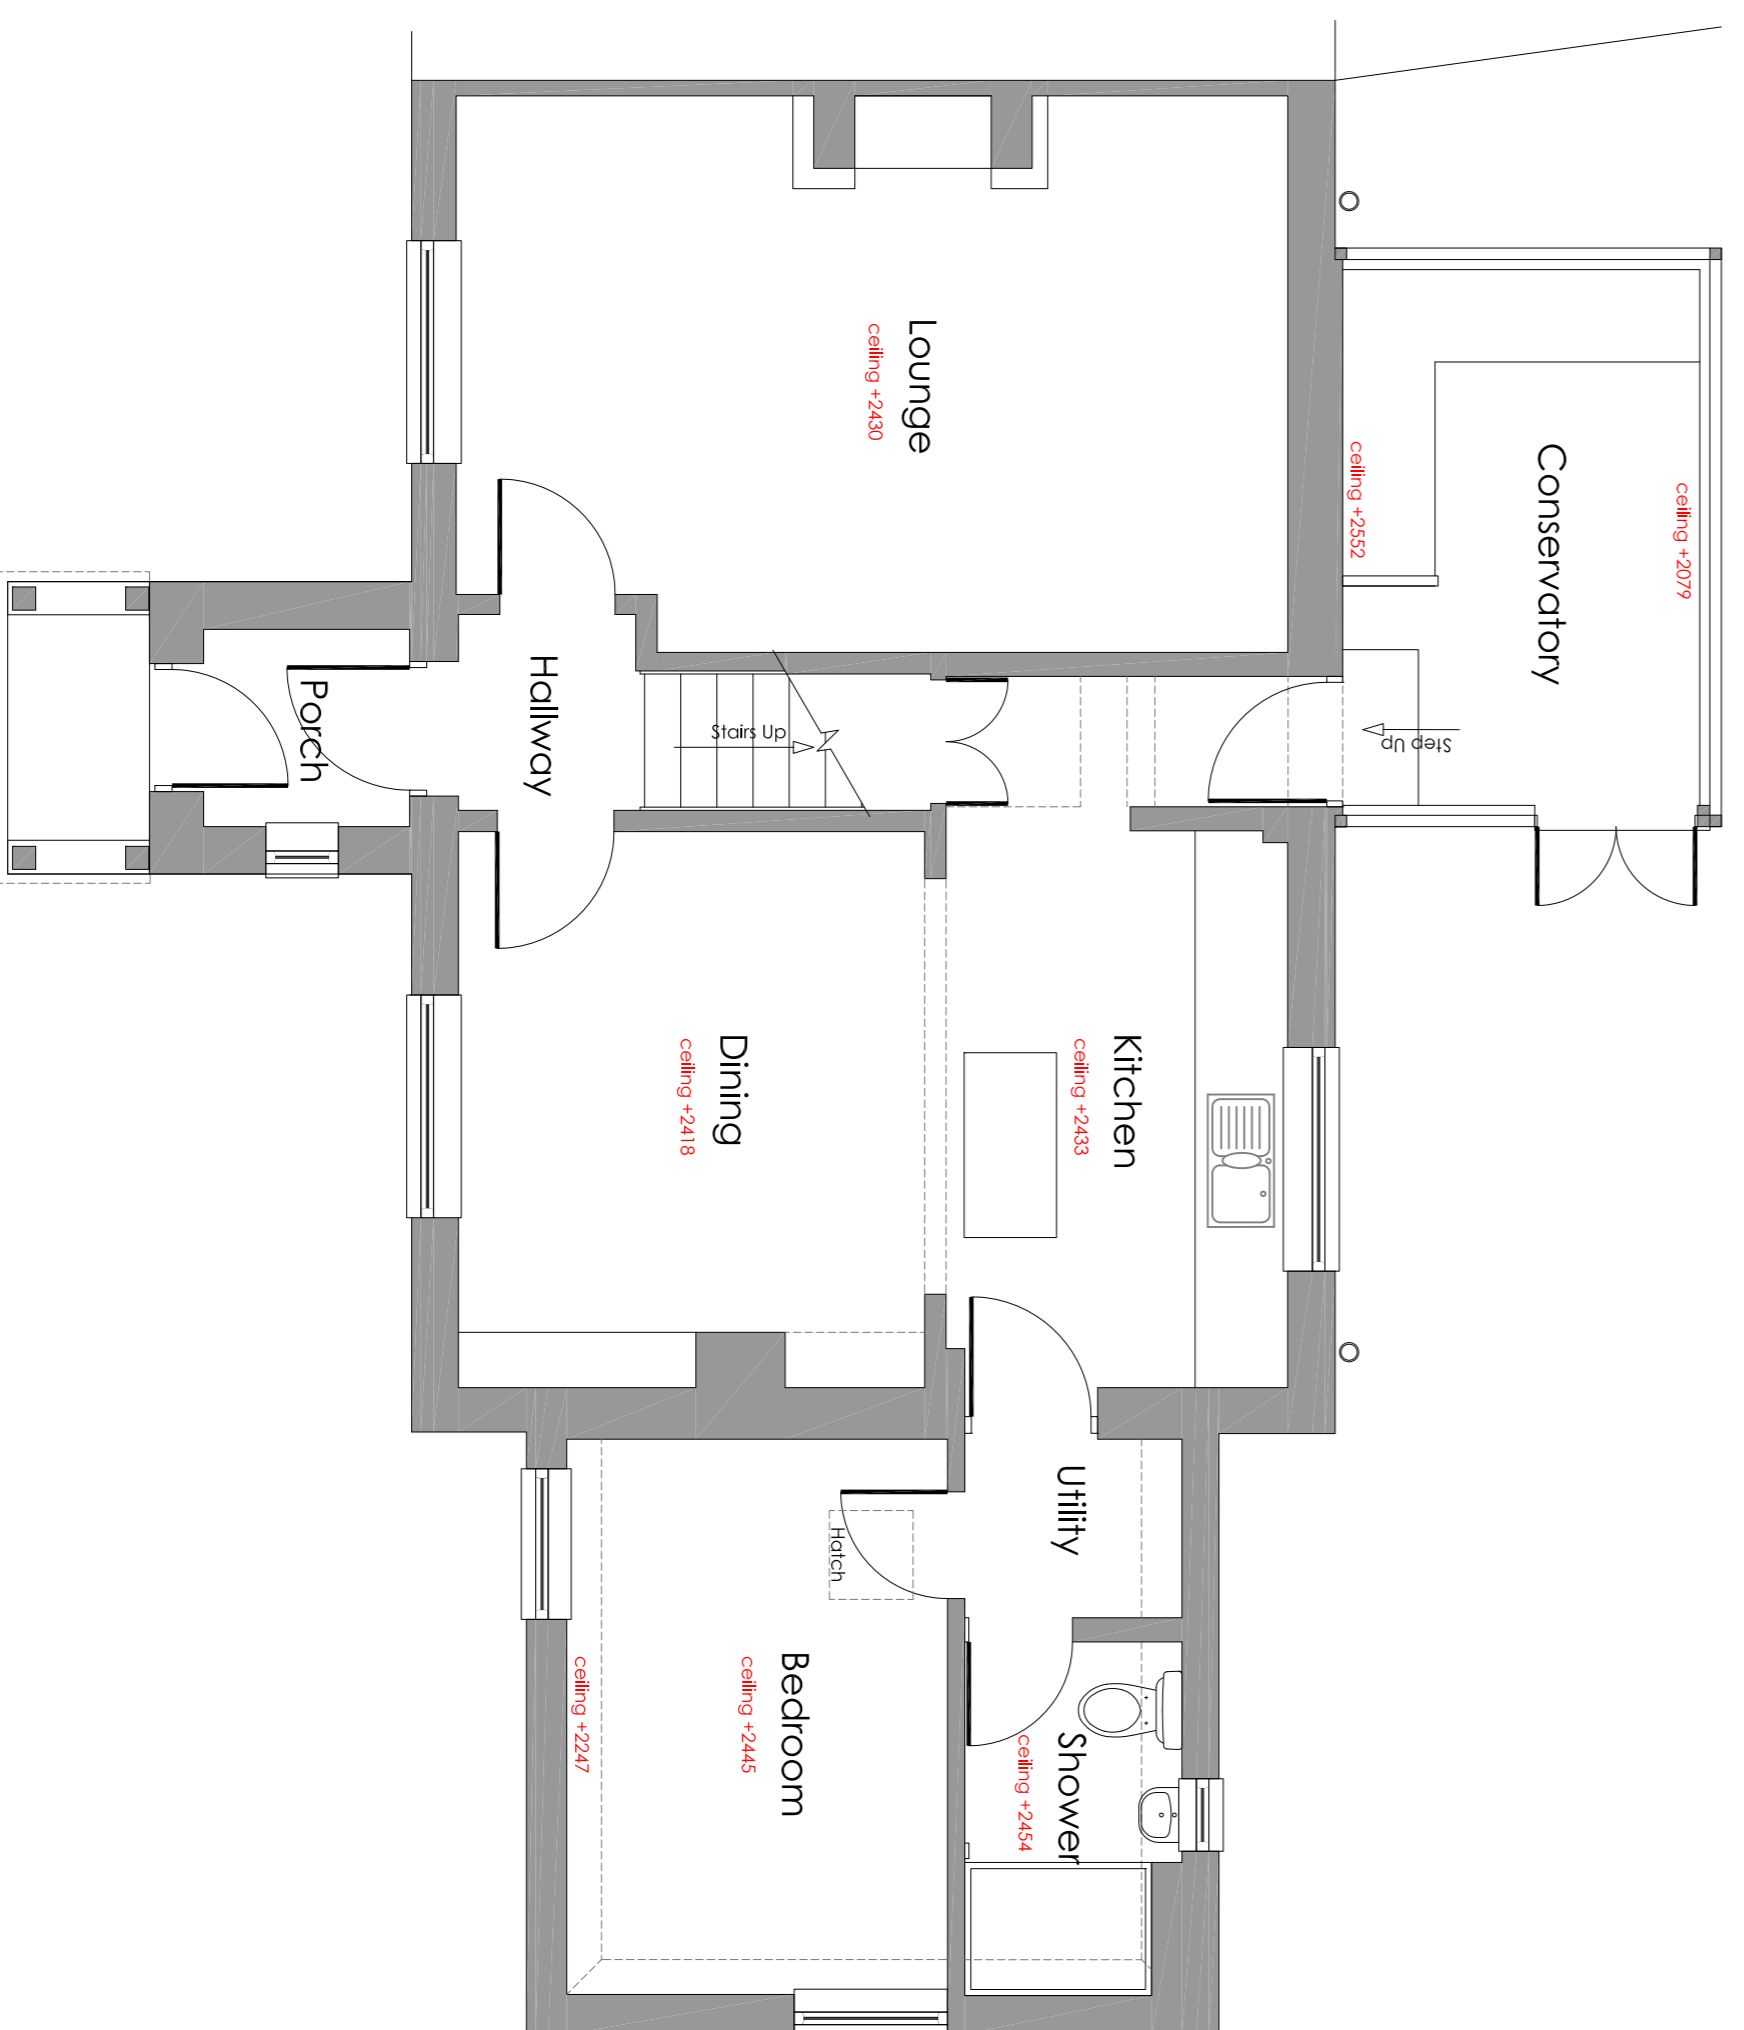 Lounge
ceiling +2430
Conservatory
ceiling +2079
ceiling +2552
Step Up
Stairs Up
Hallway
Porch
Kitchen
ceiling +2433
Dining
ceiling +2418
Utility
Hatch
Shower
ceiling +2454
Bedroom
ceiling +2445
ceiling +2247